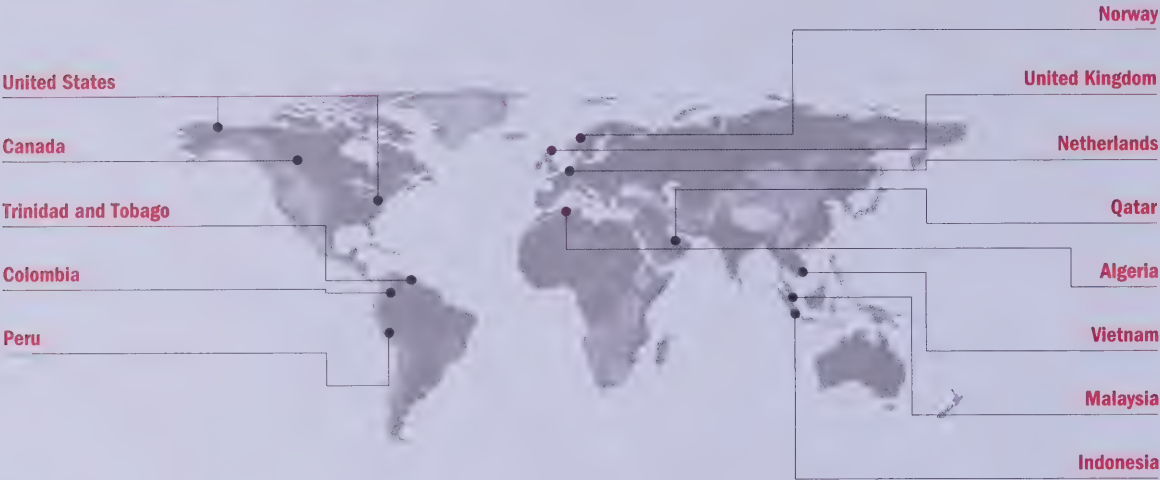 Norway
United States
United Kingdom
Canada
Netherlands
Trinidad and Tobago
Qatar
Colombia
Algeria
Peru
Vietnam
Malaysia
Indonesia